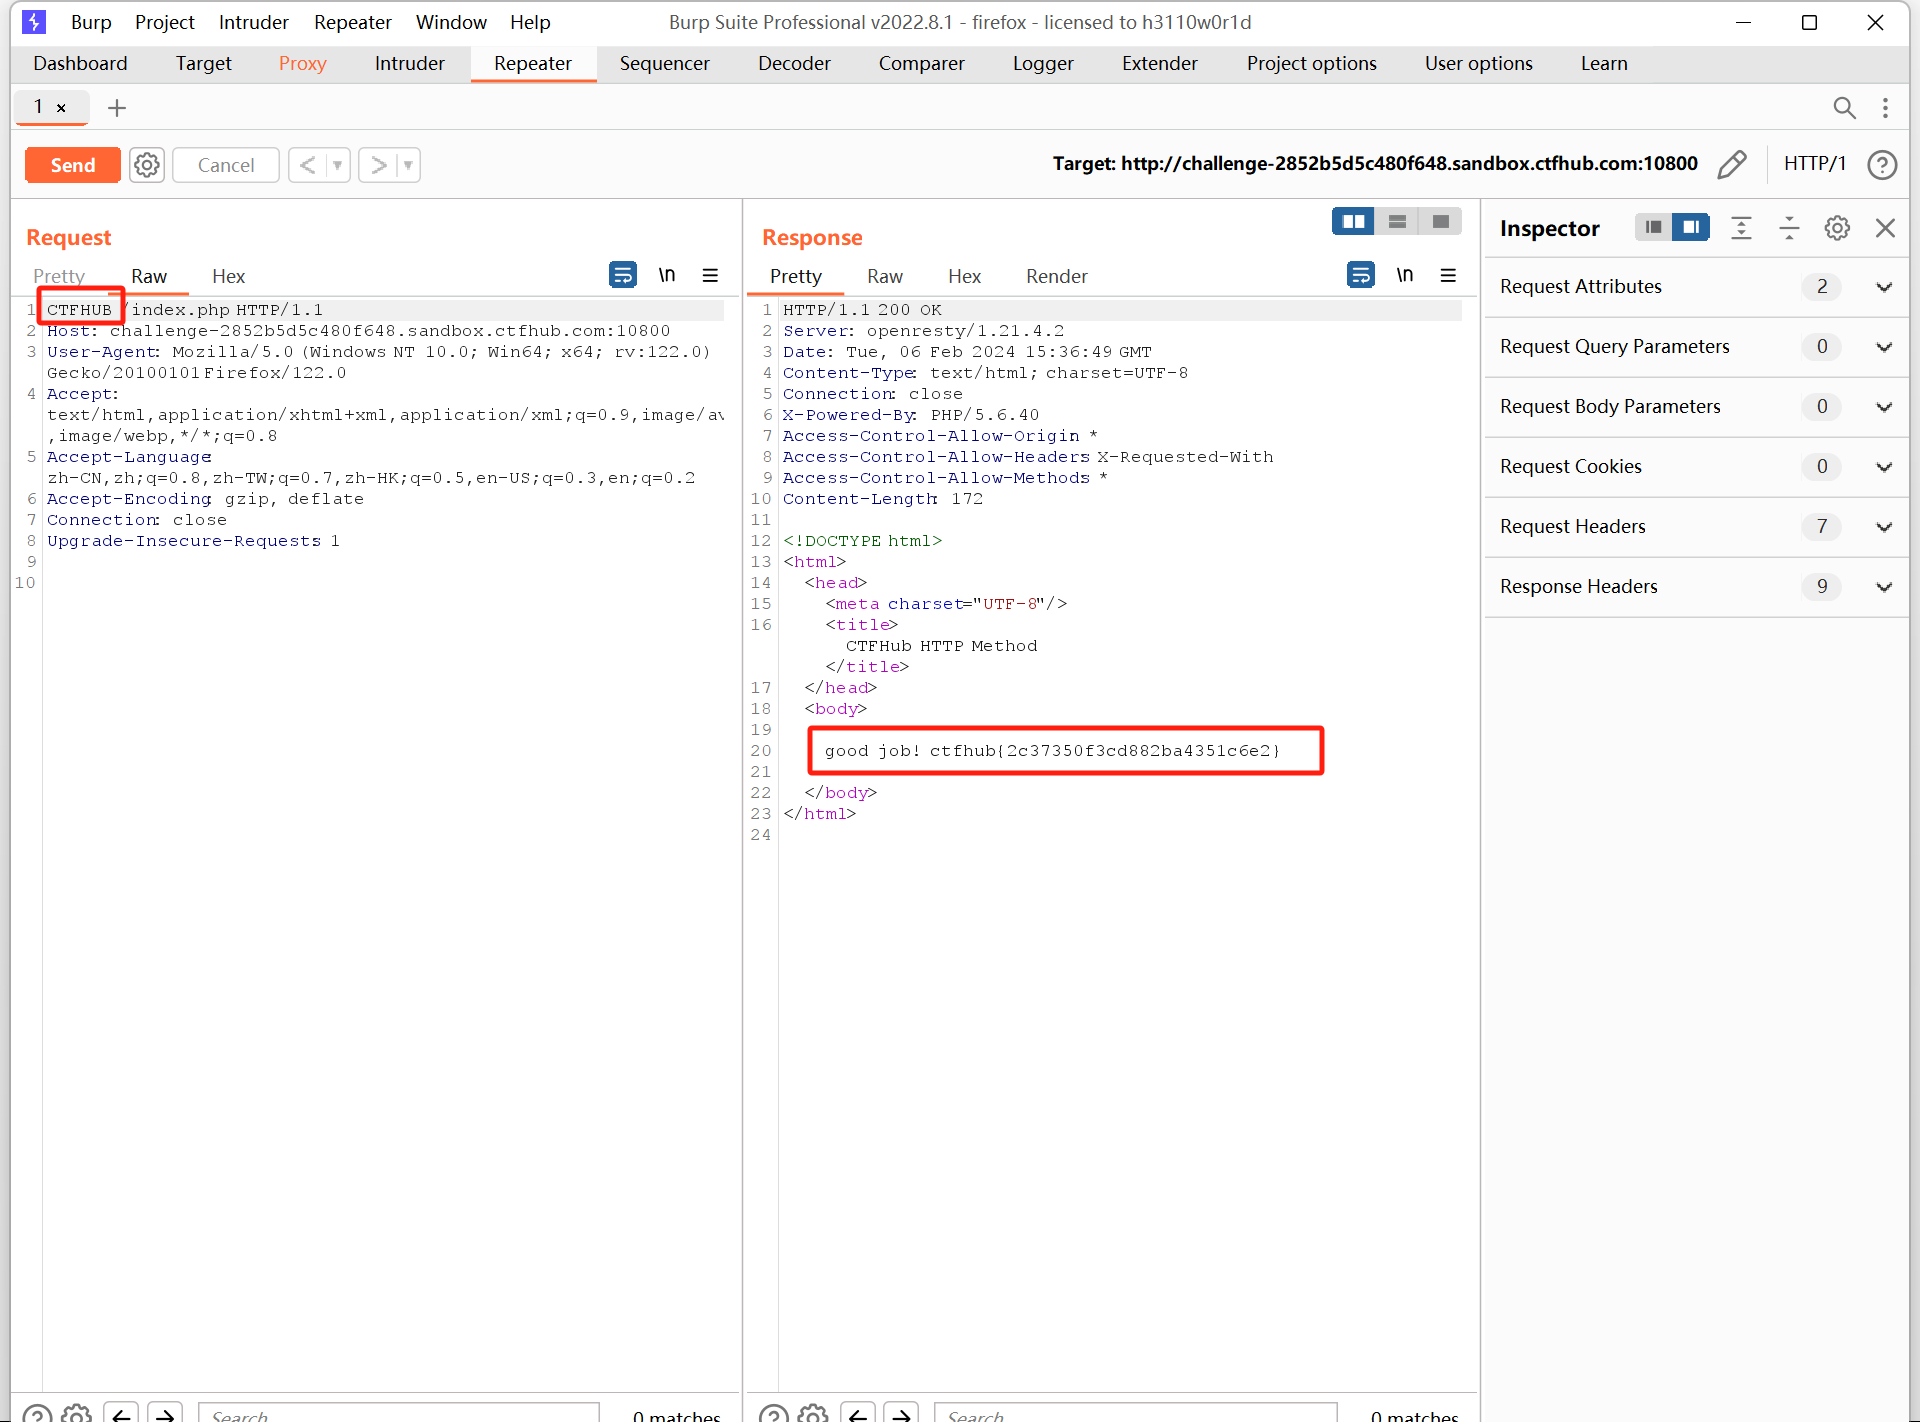 Burp Project Intruder Repeater Window Help Burp Suite Professional v2022.8.1 - firefox - licensed to h3110w0r1d
Dashboard Target Proxy Intruder Repeater Sequencer Decoder Comparer Logger Extender Project options User options Learn
1 × +
Send Cancel < > Target: http://challenge-2852b5d5c480f648.sandbox.ctfhub.com:10800 HTTP/1 ?
Request
Pretty Raw Hex \n
1 CTFHUB /index.php HTTP/1.1
2 Host: challenge-2852b5d5c480f648.sandbox.ctfhub.com:10800
3 User-Agent: Mozilla/5.0 (Windows NT 10.0; Win64; x64; rv:122.0)
Gecko/20100101 Firefox/122.0
4 Accept:
text/html,application/xhtml+xml,application/xml;q=0.9,image/av
,image/webp,*/*;q=0.8
5 Accept-Language:
zh-CN,zh;q=0.8,zh-TW;q=0.7,zh-HK;q=0.5,en-US;q=0.3,en;q=0.2
6 Accept-Encoding: gzip, deflate
7 Connection: close
8 Upgrade-Insecure-Requests: 1
9
10
Search 0 matches
Response
Pretty Raw Hex Render \n
1 HTTP/1.1 200 OK
2 Server: openresty/1.21.4.2
3 Date: Tue, 06 Feb 2024 15:36:49 GMT
4 Content-Type: text/html; charset=UTF-8
5 Connection: close
6 X-Powered-By: PHP/5.6.40
7 Access-Control-Allow-Origin: *
8 Access-Control-Allow-Headers: X-Requested-With
9 Access-Control-Allow-Methods: *
10 Content-Length: 172
11
12 <!DOCTYPE html>
13 <html>
14 <head>
15 <meta charset="UTF-8"/>
16 <title>
CTFHub HTTP Method
</title>
17 </head>
18 <body>
19
20 good job! ctfhub{2c37350f3cd882ba4351c6e2}
21
22 </body>
23 </html>
24
Search 0 matches
Inspector
Request Attributes 2
Request Query Parameters 0
Request Body Parameters 0
Request Cookies 0
Request Headers 7
Response Headers 9